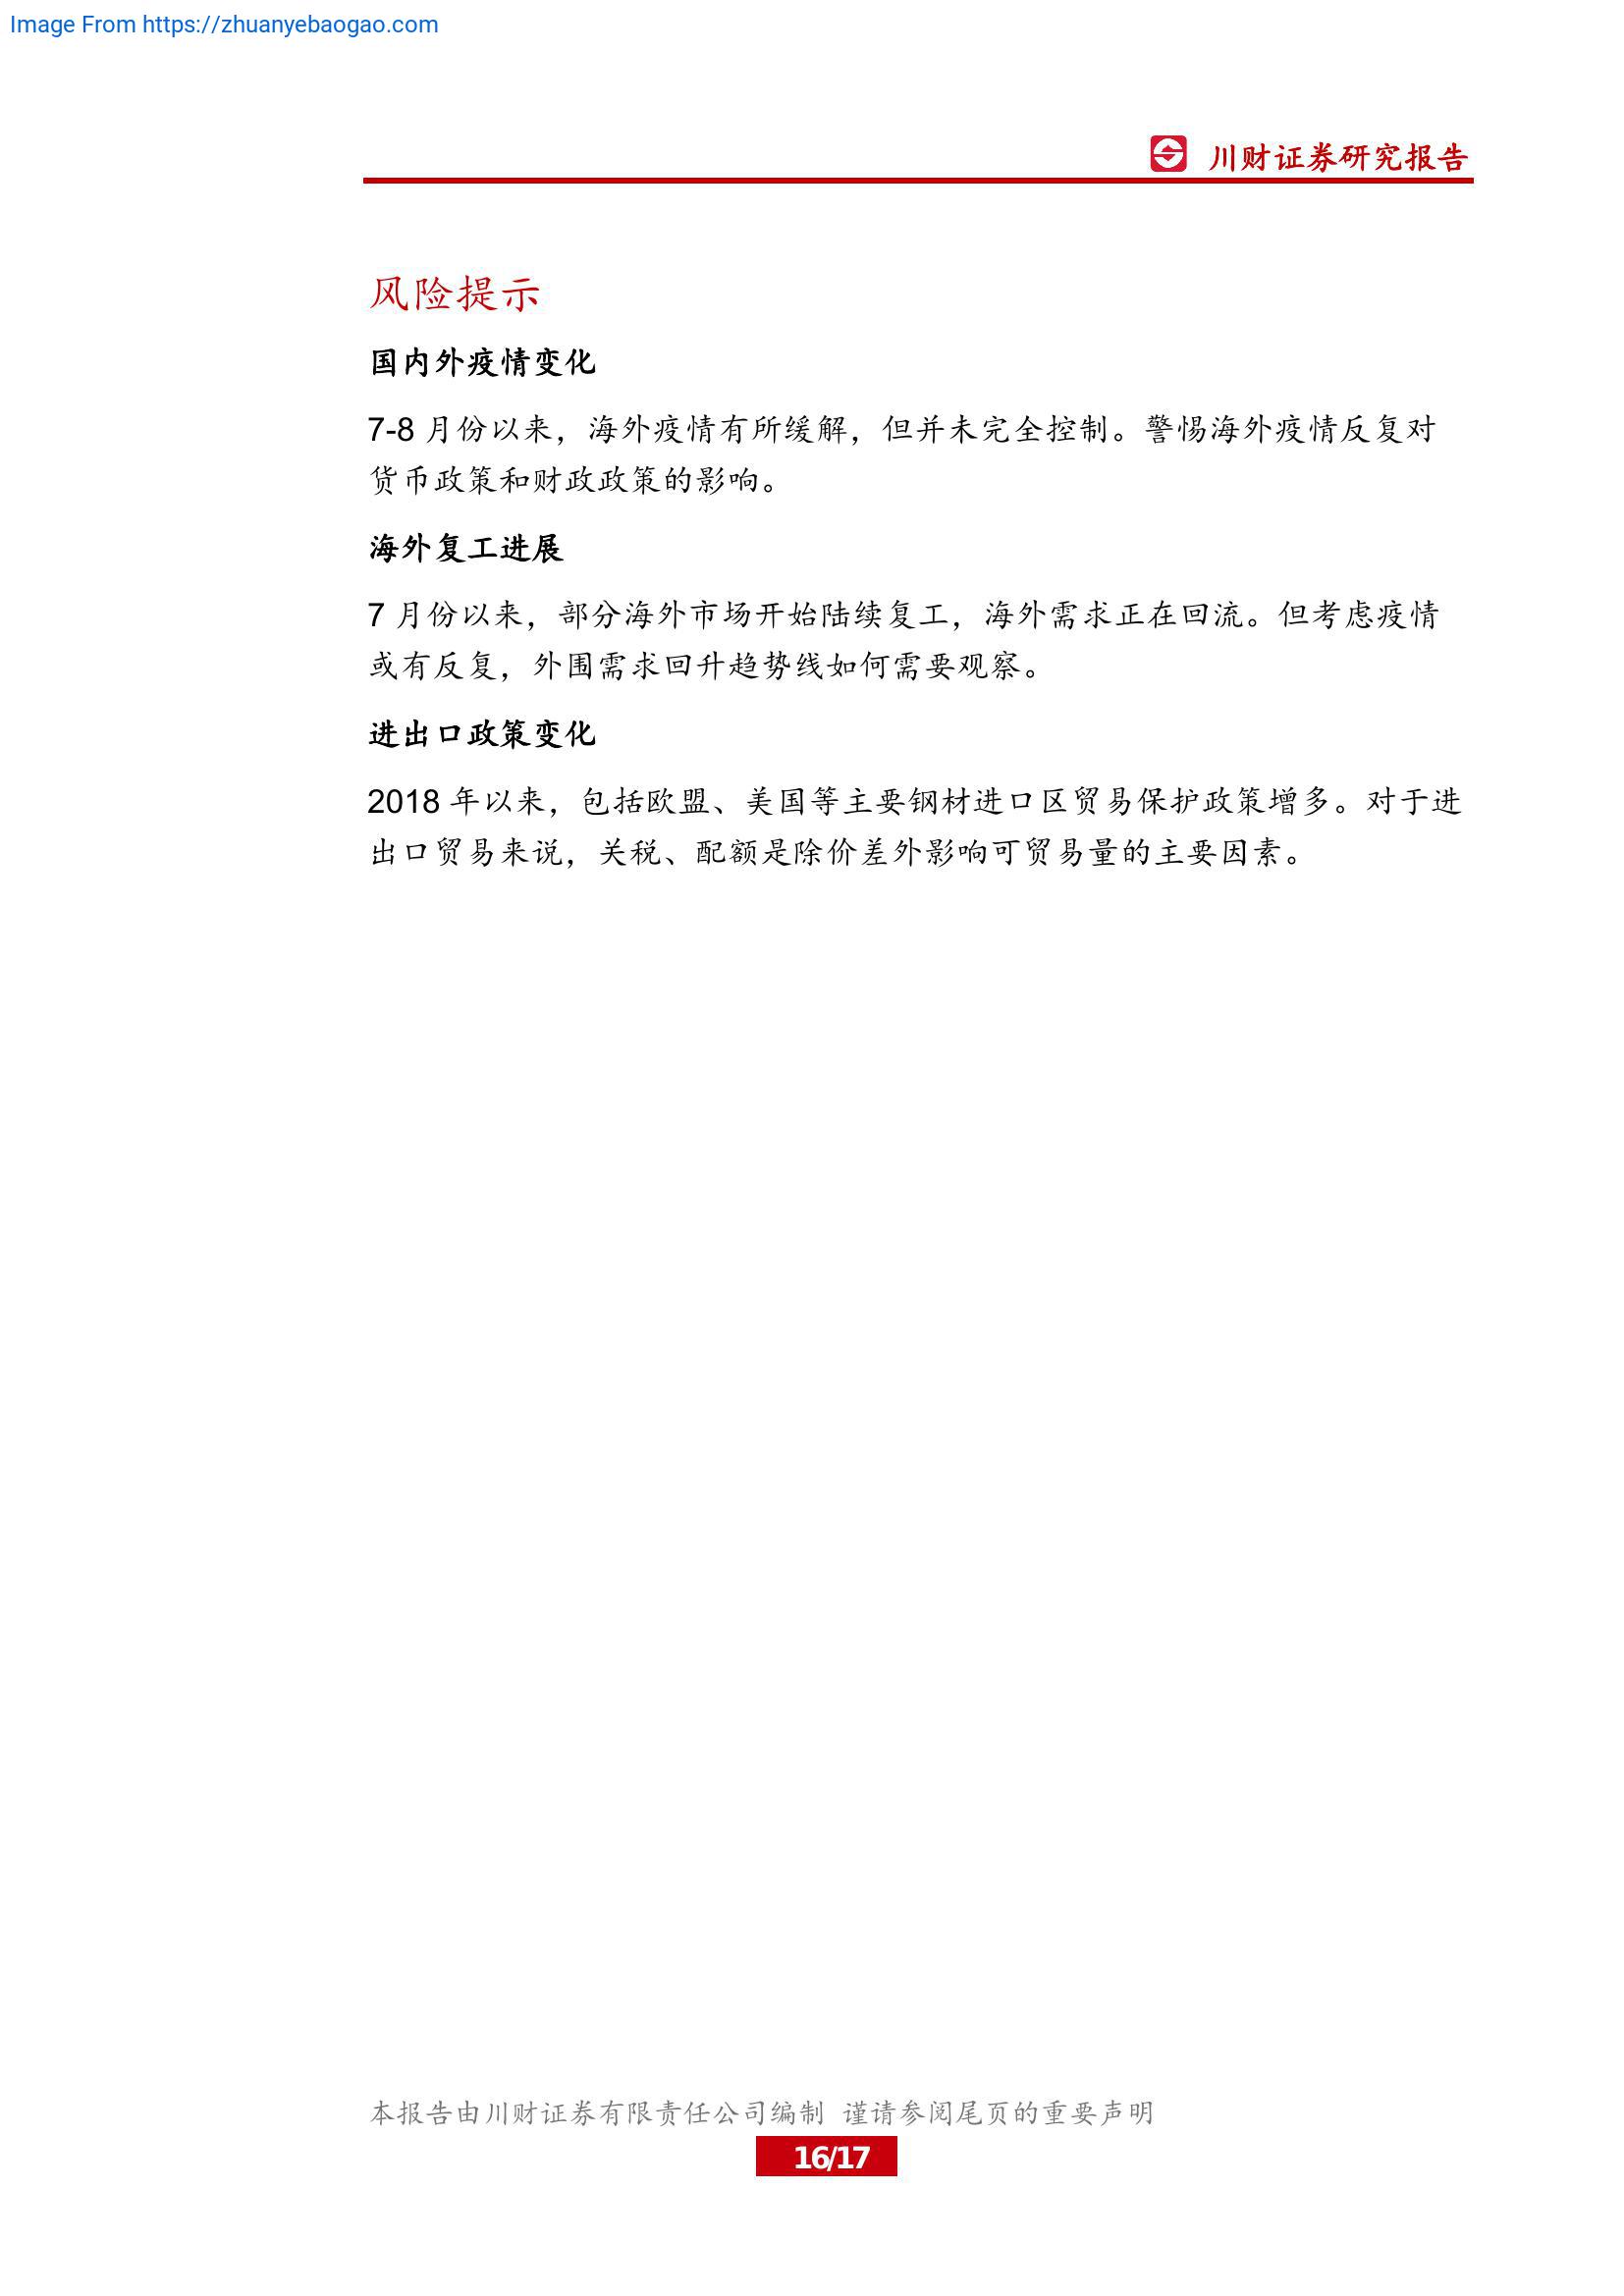 Image From https://zhuanyebaogao.com
川财证券研究报告
风险提示
国内外疫情变化
7-8 月份以来，海外疫情有所缓解，但并未完全控制。警惕海外疫情反复对
货币政策和财政政策的影响。
海外复工进展
7 月份以来，部分海外市场开始陆续复工，海外需求正在回流。但考虑疫情
或有反复，外围需求回升趋势线如何需要观察。
进出口政策变化
2018 年以来，包括欧盟、美国等主要钢材进口区贸易保护政策增多。对于进
出口贸易来说，关税、配额是除价差外影响可贸易量的主要因素。
本报告由川财证券有限责任公司编制 谨请参阅尾页的重要声明
16/17